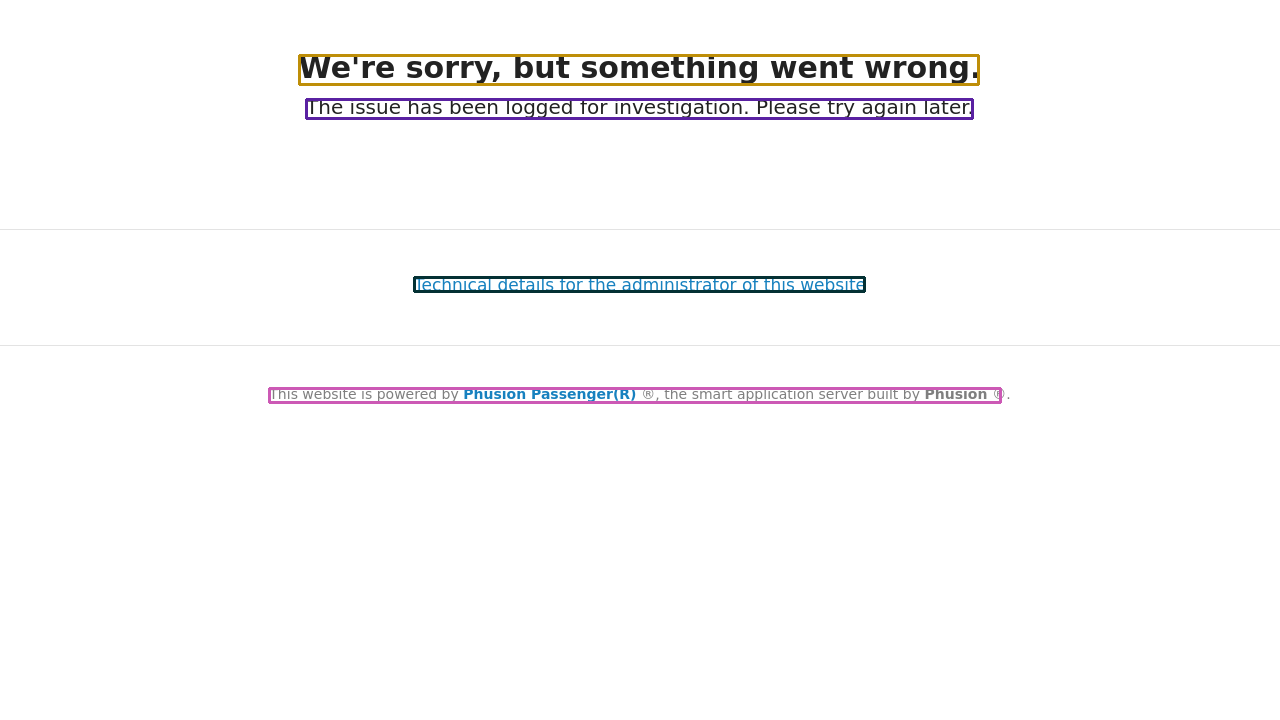 We're sorry, but something went wrong.
The issue has been logged for investigation. Please try again later.
Technical details for the administrator of this website
This website is powered by Phusion Passenger(R) ®, the smart application server built by Phusion ®.